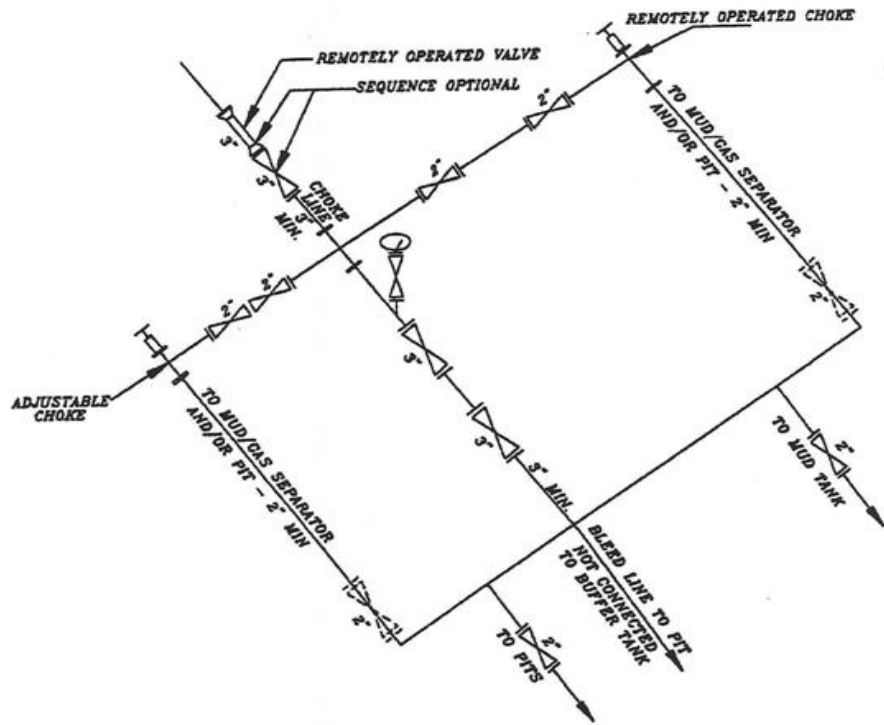 REMOTELY OPERATED CHOKE
REMOTELY OPERATED VALVE
SEQUENCE OPTIONAL
3"
3"
CHOKE
LINE
3"
MIN.
2"
2"
TO MUD/GAS SEPARATOR
AND/OR PIT - 2" MIN
2"
2"
2"
3"
3"
3" MIN.
ADJUSTABLE
CHOKE
TO MUD/GAS SEPARATOR
AND/OR PIT - 2" MIN
2"
2"
TO MUD TANK
BLEED LINE TO PIT
NOT CONNECTED
TO BUFFER TANK
2"
TO PITS